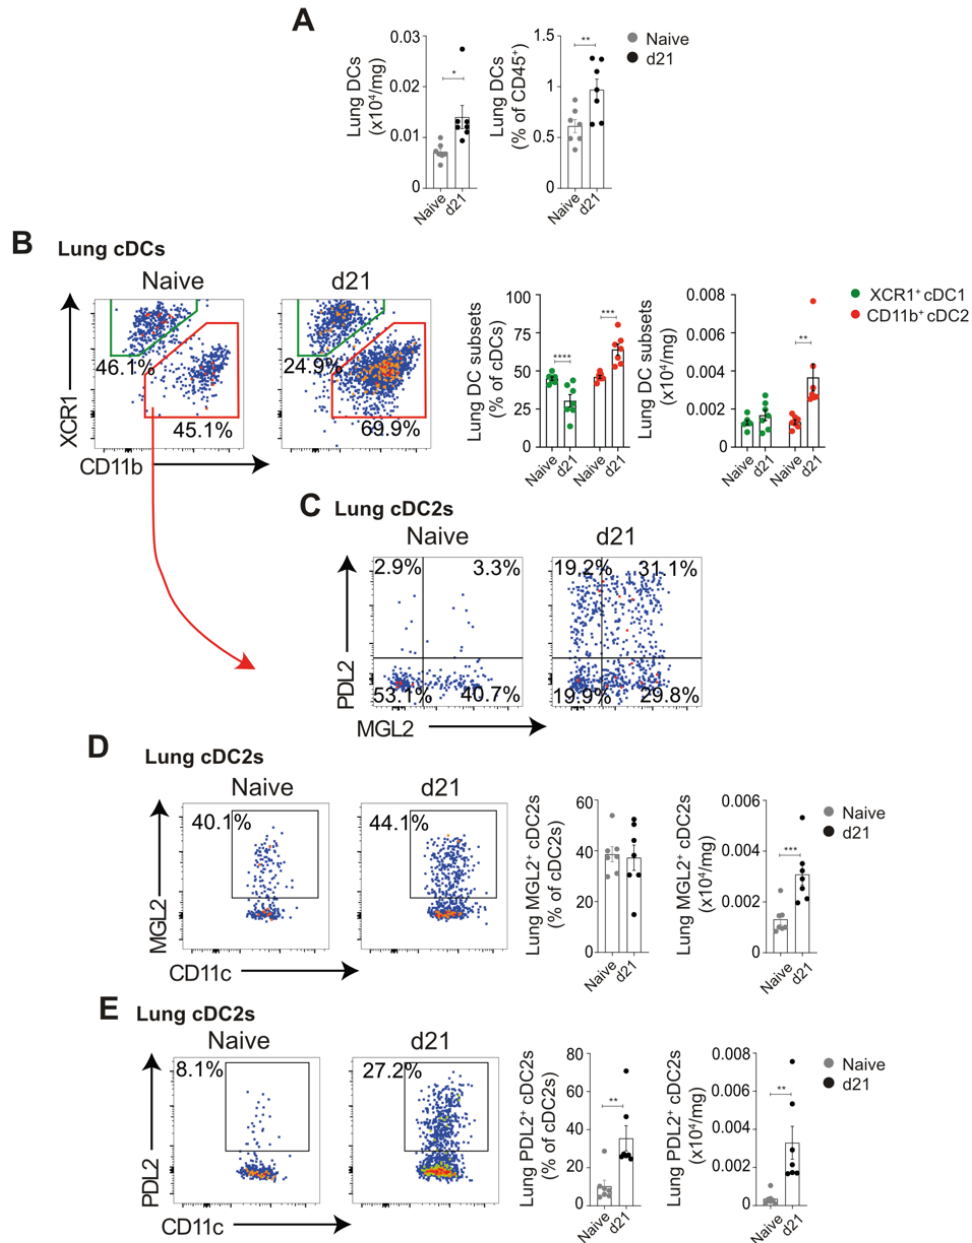 A
Lung DCs
(x10⁴/mg)
0.03
0.02
0.01
0
*
Naive
d21
Lung DCs
(% of CD45⁺)
1.5
1
0.5
0
**
Naive
d21
Naive
d21
B
Lung cDCs
Naive
d21
XCR1
46.1%
45.1%
24.9%
69.9%
CD11b
Lung DC subsets
(% of cDCs)
100
75
50
25
0
****
***
Naive
d21
Naive
d21
Lung DC subsets
(x10⁴/mg)
0.008
0.006
0.004
0.002
0
**
Naive
d21
Naive
d21
XCR1⁺ cDC1
CD11b⁺ cDC2
C
Lung cDC2s
Naive
d21
PDL2
2.9%
3.3%
53.1%
40.7%
19.2%
31.1%
19.9%
29.8%
MGL2
D
Lung cDC2s
Naive
d21
MGL2
40.1%
44.1%
CD11c
Lung MGL2⁺ cDC2s
(% of cDC2s)
60
40
20
0
Naive
d21
Lung MGL2⁺ cDC2s
(x10⁴/mg)
0.006
0.004
0.002
0
***
Naive
d21
Naive
d21
E
Lung cDC2s
Naive
d21
PDL2
8.1%
27.2%
CD11c
Lung PDL2⁺ cDC2s
(% of cDC2s)
80
60
40
20
0
**
Naive
d21
Lung PDL2⁺ cDC2s
(x10⁴/mg)
0.008
0.006
0.004
0.002
0
**
Naive
d21
Naive
d21